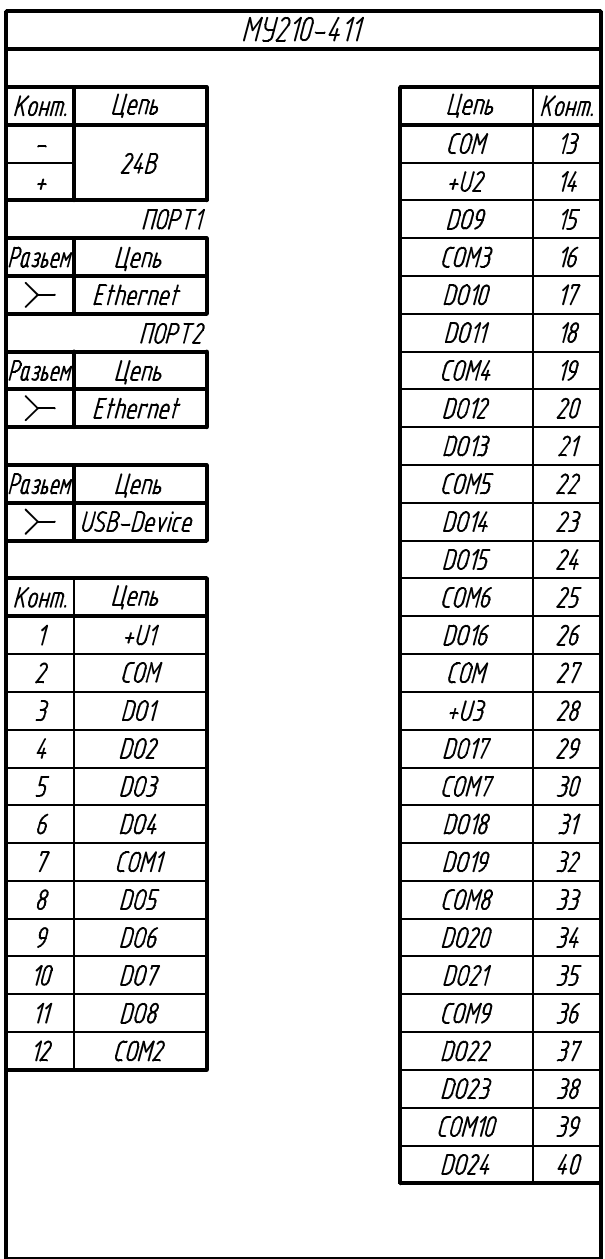 МУ210-411
Конт. Цепь
- 24В
+
ПОРТ1
Разъем Цепь
Ethernet
ПОРТ2
Разъем Цепь
Ethernet
Разъем Цепь
USB-Device
Конт. Цепь
1 +U1
2 COM
3 DO1
4 DO2
5 DO3
6 DO4
7 COM1
8 DO5
9 DO6
10 DO7
11 DO8
12 COM2
Цепь Конт.
COM 13
+U2 14
DO9 15
COM3 16
DO10 17
DO11 18
COM4 19
DO12 20
DO13 21
COM5 22
DO14 23
DO15 24
COM6 25
DO16 26
COM 27
+U3 28
DO17 29
COM7 30
DO18 31
DO19 32
COM8 33
DO20 34
DO21 35
COM9 36
DO22 37
DO23 38
COM10 39
DO24 40